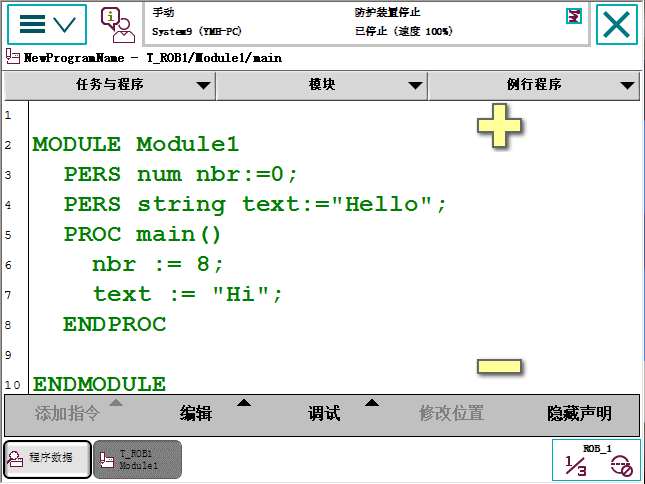 手动
防护装置停止
System9 (YMH-PC)
已停止 (速度 100%)
NewProgramName - T_ROB1/Module1/main
任务与程序
模块
例行程序
1
2 MODULE Module1
3 PERS num nbr:=0;
4 PERS string text:="Hello";
5 PROC main()
6 nbr := 8;
7 text := "Hi";
8 ENDPROC
9
10 ENDMODULE
添加指令
编辑
调试
修改位置
隐藏声明
程序数据
T_ROB1
Module1
ROB_1
1/3